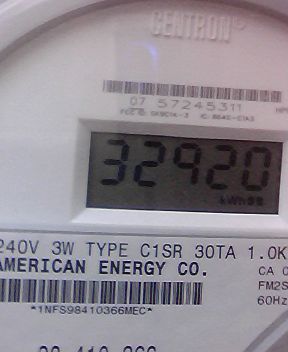 CENTRON®
07 57245311
32920
kWh
240V 3W TYPE C1SR 30TA 1.0K
AMERICAN ENERGY CO.
CA 0
FM2S
*1NFS98410366MEC*
60Hz